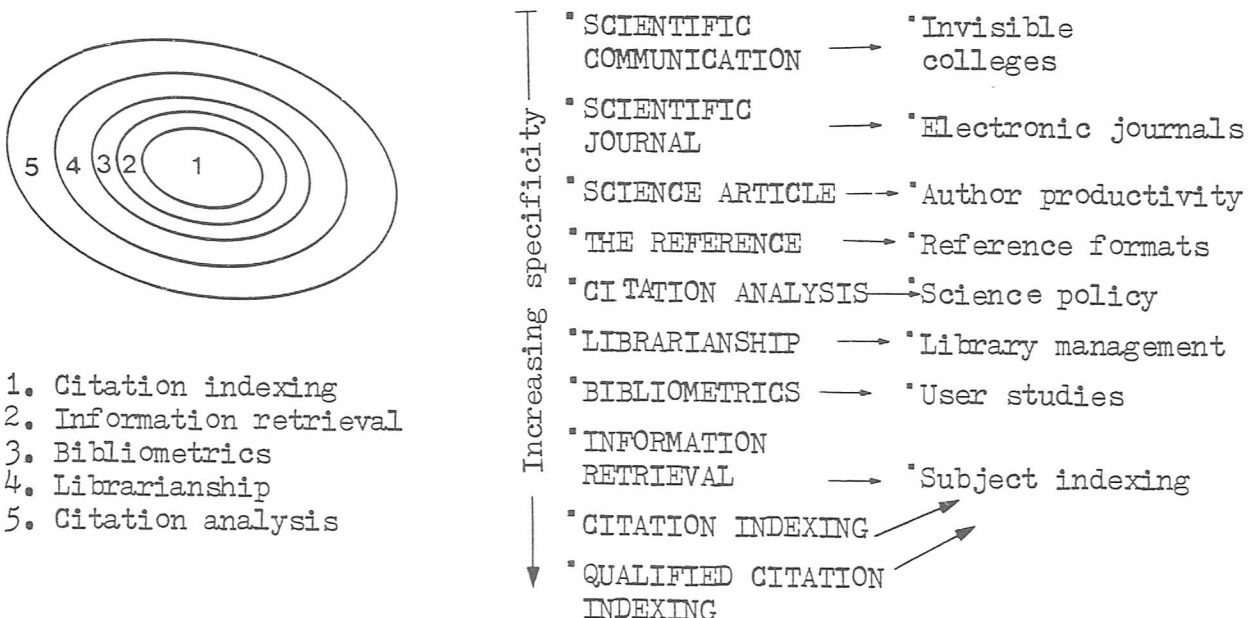 5 4 3 2 1
1. Citation indexing
2. Information retrieval
3. Bibliometrics
4. Librarianship
5. Citation analysis
Increasing specificity
SCIENTIFIC
COMMUNICATION
Invisible
colleges
SCIENTIFIC
JOURNAL
Electronic journals
SCIENCE ARTICLE
Author productivity
THE REFERENCE
Reference formats
CITATION ANALYSIS
Science policy
LIBRARIANSHIP
Library management
BIBLIOMETRICS
User studies
INFORMATION
RETRIEVAL
Subject indexing
CITATION INDEXING
QUALIFIED CITATION
INDEXING